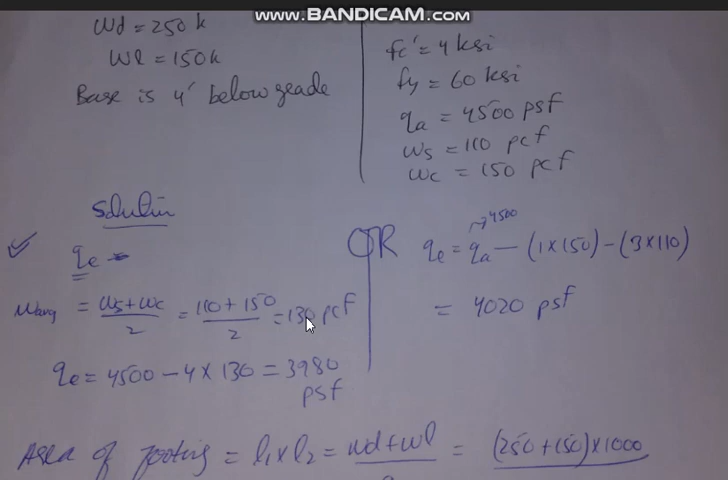 www.BANDICAM.com
Wd = 250 k
Wl = 150 k
Base is 4' below grade
fc' = 4 ksi
fy = 60 ksi
qa = 4500 psf
ws = 110 pcf
wc = 150 pcf
Solution
qe
Wavg = ws + wc / 2 = 110 + 150 / 2 = 130 pcf
qe = 4500 - 4 x 130 = 3980
psf
OR
→ 4500
qe = qa - (1 x 150) - (3 x 110)
= 4020 psf
Area of footing = l1 x l2 = wd + wl = (250 + 150) x 1000